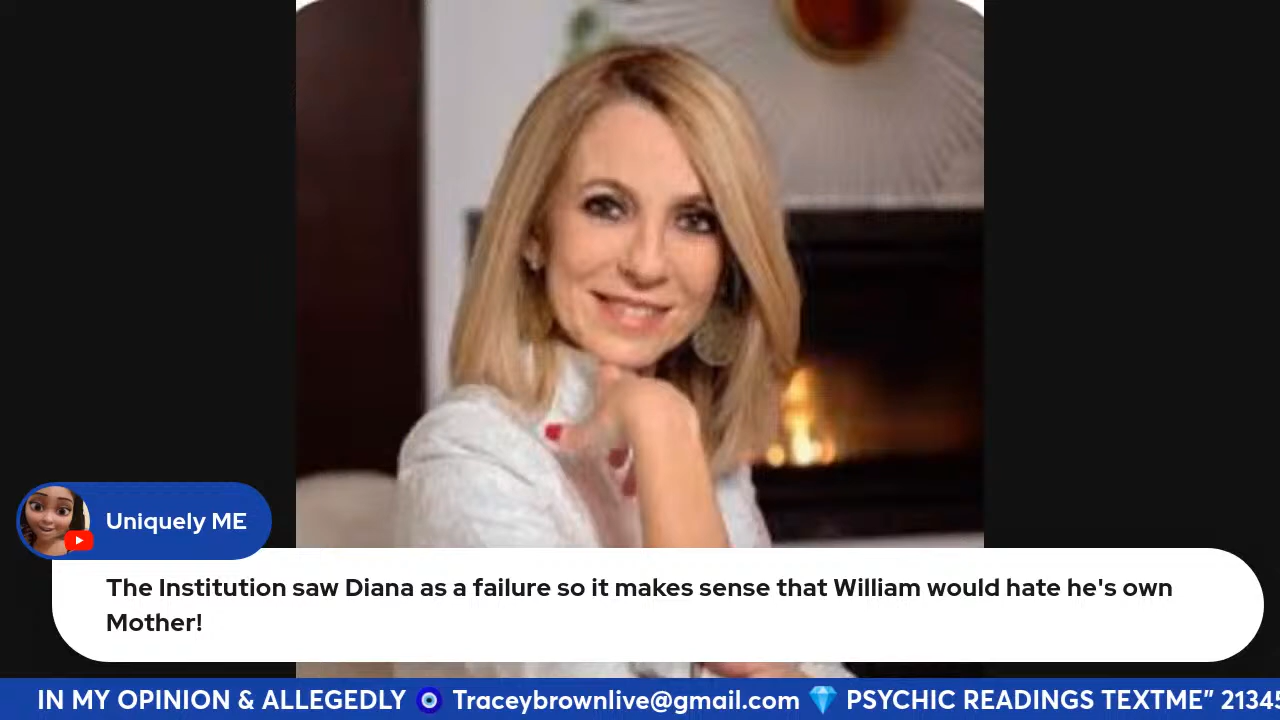 Uniquely ME
The Institution saw Diana as a failure so it makes sense that William would hate he's own
Mother!
IN MY OPINION & ALLEGEDLY 🧿 Traceybrownlive@gmail.com 💎 PSYCHIC READINGS TEXTME” 21345